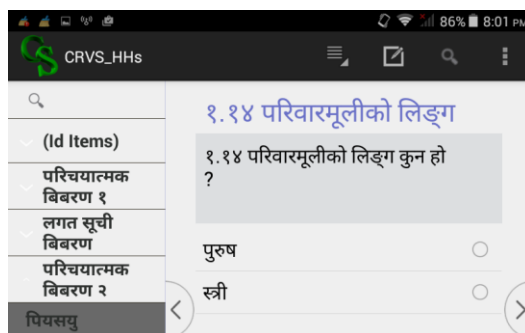 86% 8:01 PM
CRVS_HHs
(Id Items)
परिचयात्मक
बिबरण १
लगत सूची
बिबरण
परिचयात्मक
बिबरण २
पियसयु
१.१४ परिवारमूलीको लिङ्ग
१.१४ परिवारमूलीको लिङ्ग कुन हो
?
पुरुष
स्त्री